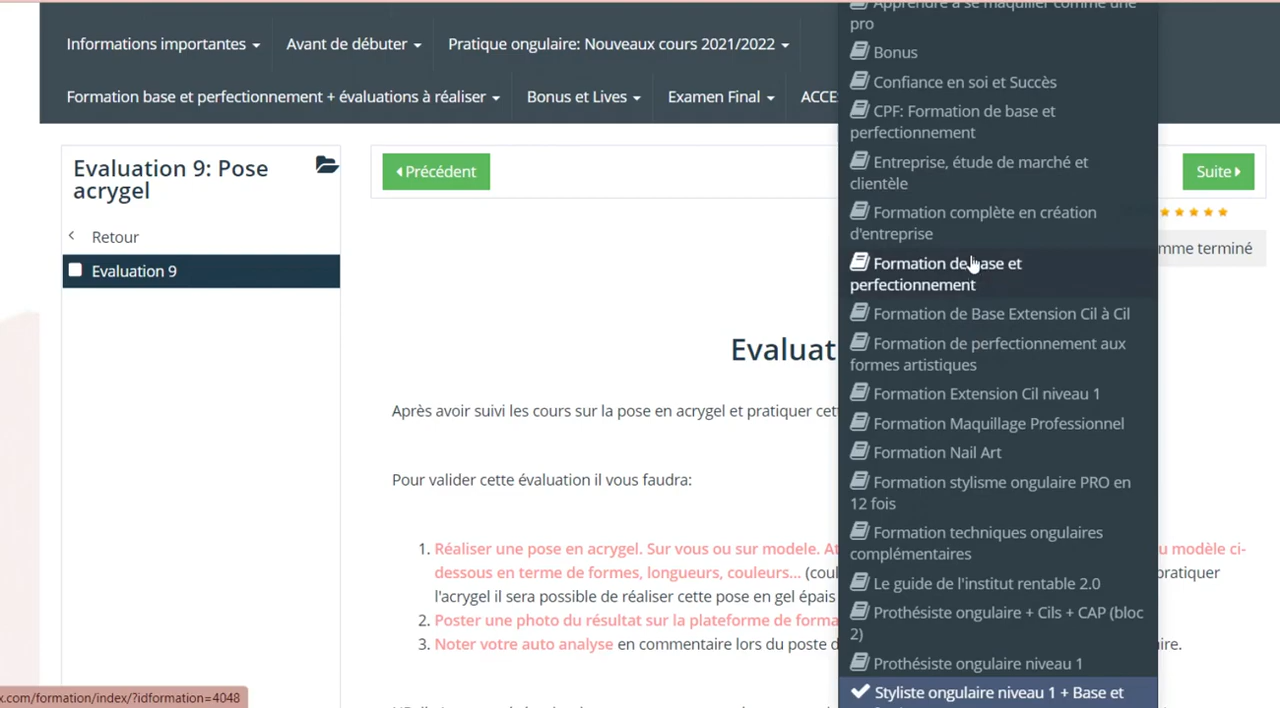 Informations importantes
Avant de débuter
Pratique ongulaire: Nouveaux cours 2021/2022
Formation base et perfectionnement + évaluations à réaliser
Bonus et Lives
Examen Final
ACCE
Apprendre à se maquiller comme une
pro
Bonus
Confiance en soi et Succès
CPF: Formation de base et
perfectionnement
Entreprise, étude de marché et
clientèle
Formation complète en création
d'entreprise
Formation de base et
perfectionnement
Formation de Base Extension Cil à Cil
Formation de perfectionnement aux
formes artistiques
Formation Extension Cil niveau 1
Formation Maquillage Professionnel
Formation Nail Art
Formation stylisme ongulaire PRO en
12 fois
Formation techniques ongulaires
complémentaires
Le guide de l'institut rentable 2.0
Prothésiste ongulaire + Cils + CAP (bloc
2)
Prothésiste ongulaire niveau 1
Styliste ongulaire niveau 1 + Base et
Evaluation 9: Pose
acrygel
Retour
Evaluation 9
Précédent
Suite
mme terminé
Evaluat
Après avoir suivi les cours sur la pose en acrygel et pratiquer cet
Pour valider cette évaluation il vous faudra:
1. Réaliser une pose en acrygel. Sur vous ou sur modele. At u modèle ci-
dessous en terme de formes, longueurs, couleurs... (coul pratiquer
l'acrygel il sera possible de réaliser cette pose en gel épais
2. Poster une photo du résultat sur la plateforme de forma
3. Noter votre auto analyse en commentaire lors du poste d ire.
x.com/formation/index/?idformation=4048